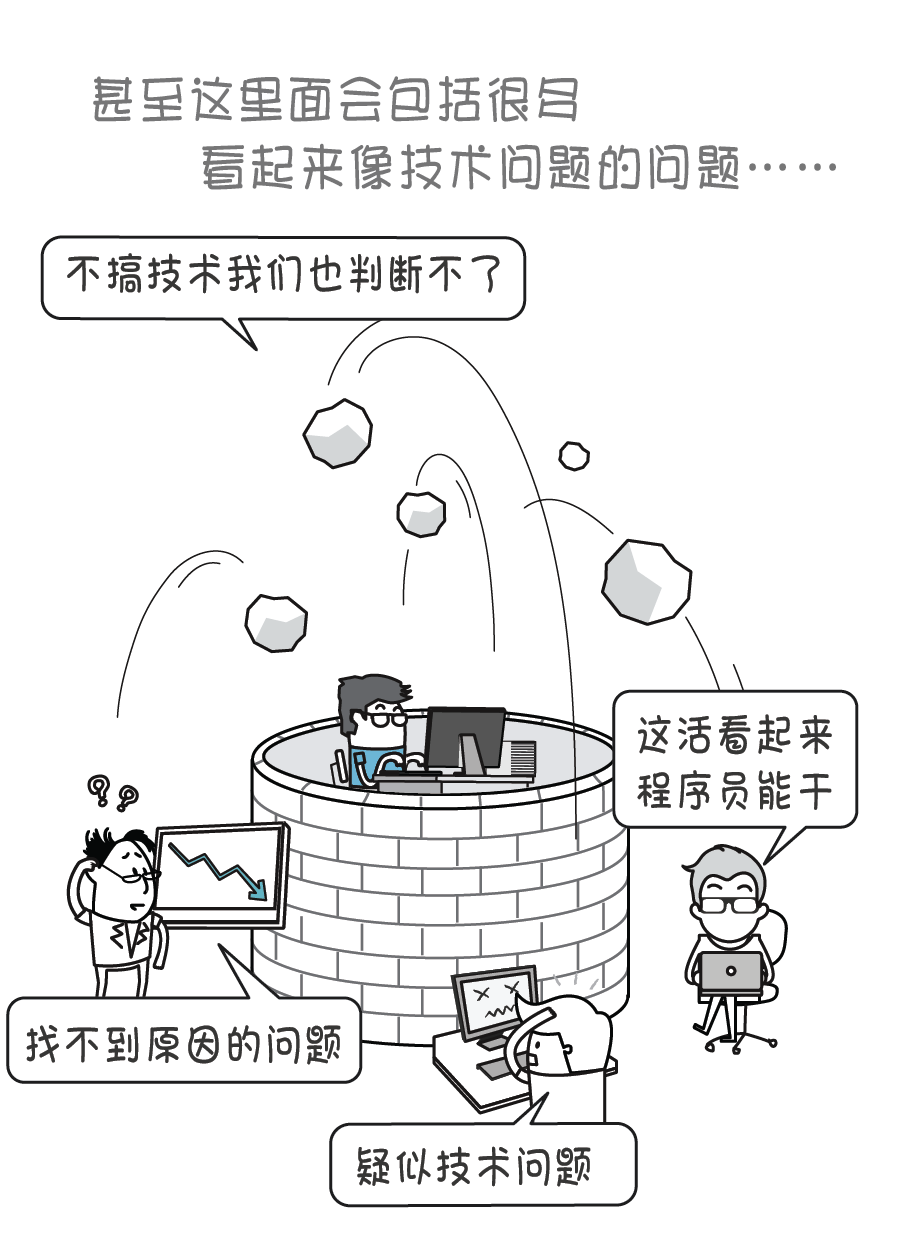 甚至这里面会包括很多
看起来像技术问题的问题……
不搞技术我们也判断不了
这活看起来
程序员能干
??
找不到原因的问题
疑似技术问题